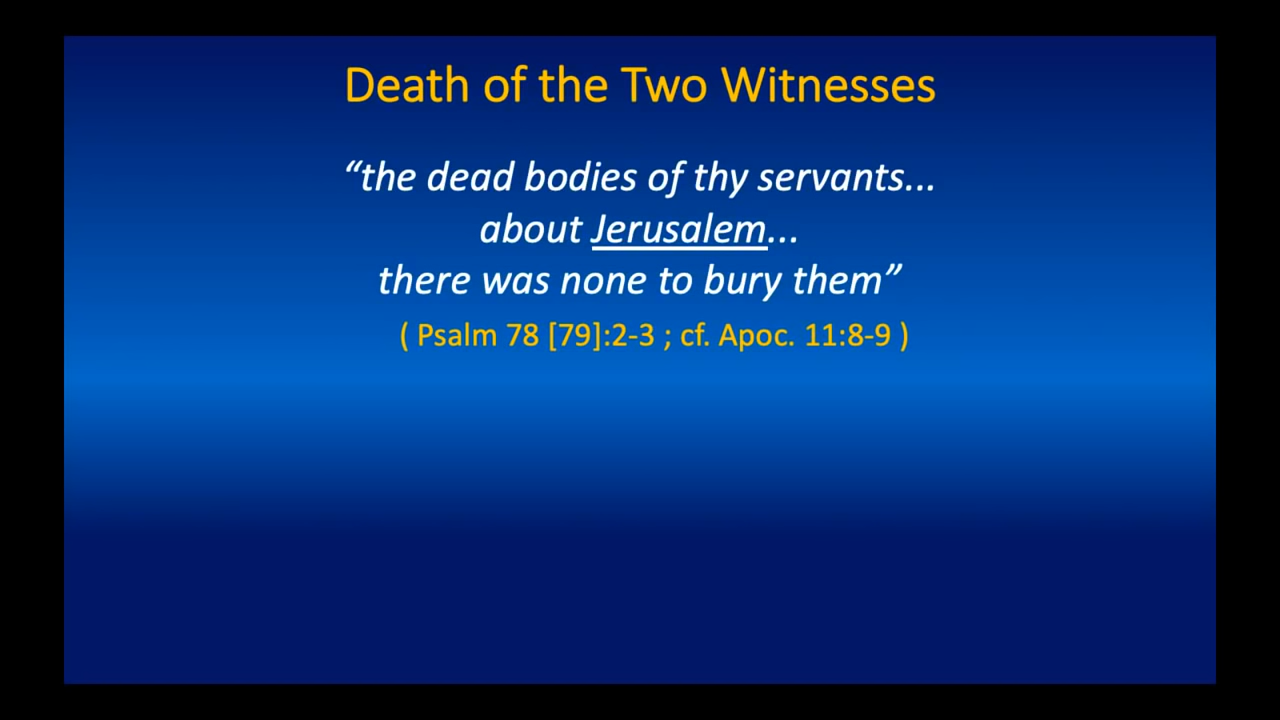 Death of the Two Witnesses
“the dead bodies of thy servants...
about Jerusalem...
there was none to bury them”
( Psalm 78 [79]:2-3 ; cf. Apoc. 11:8-9 )